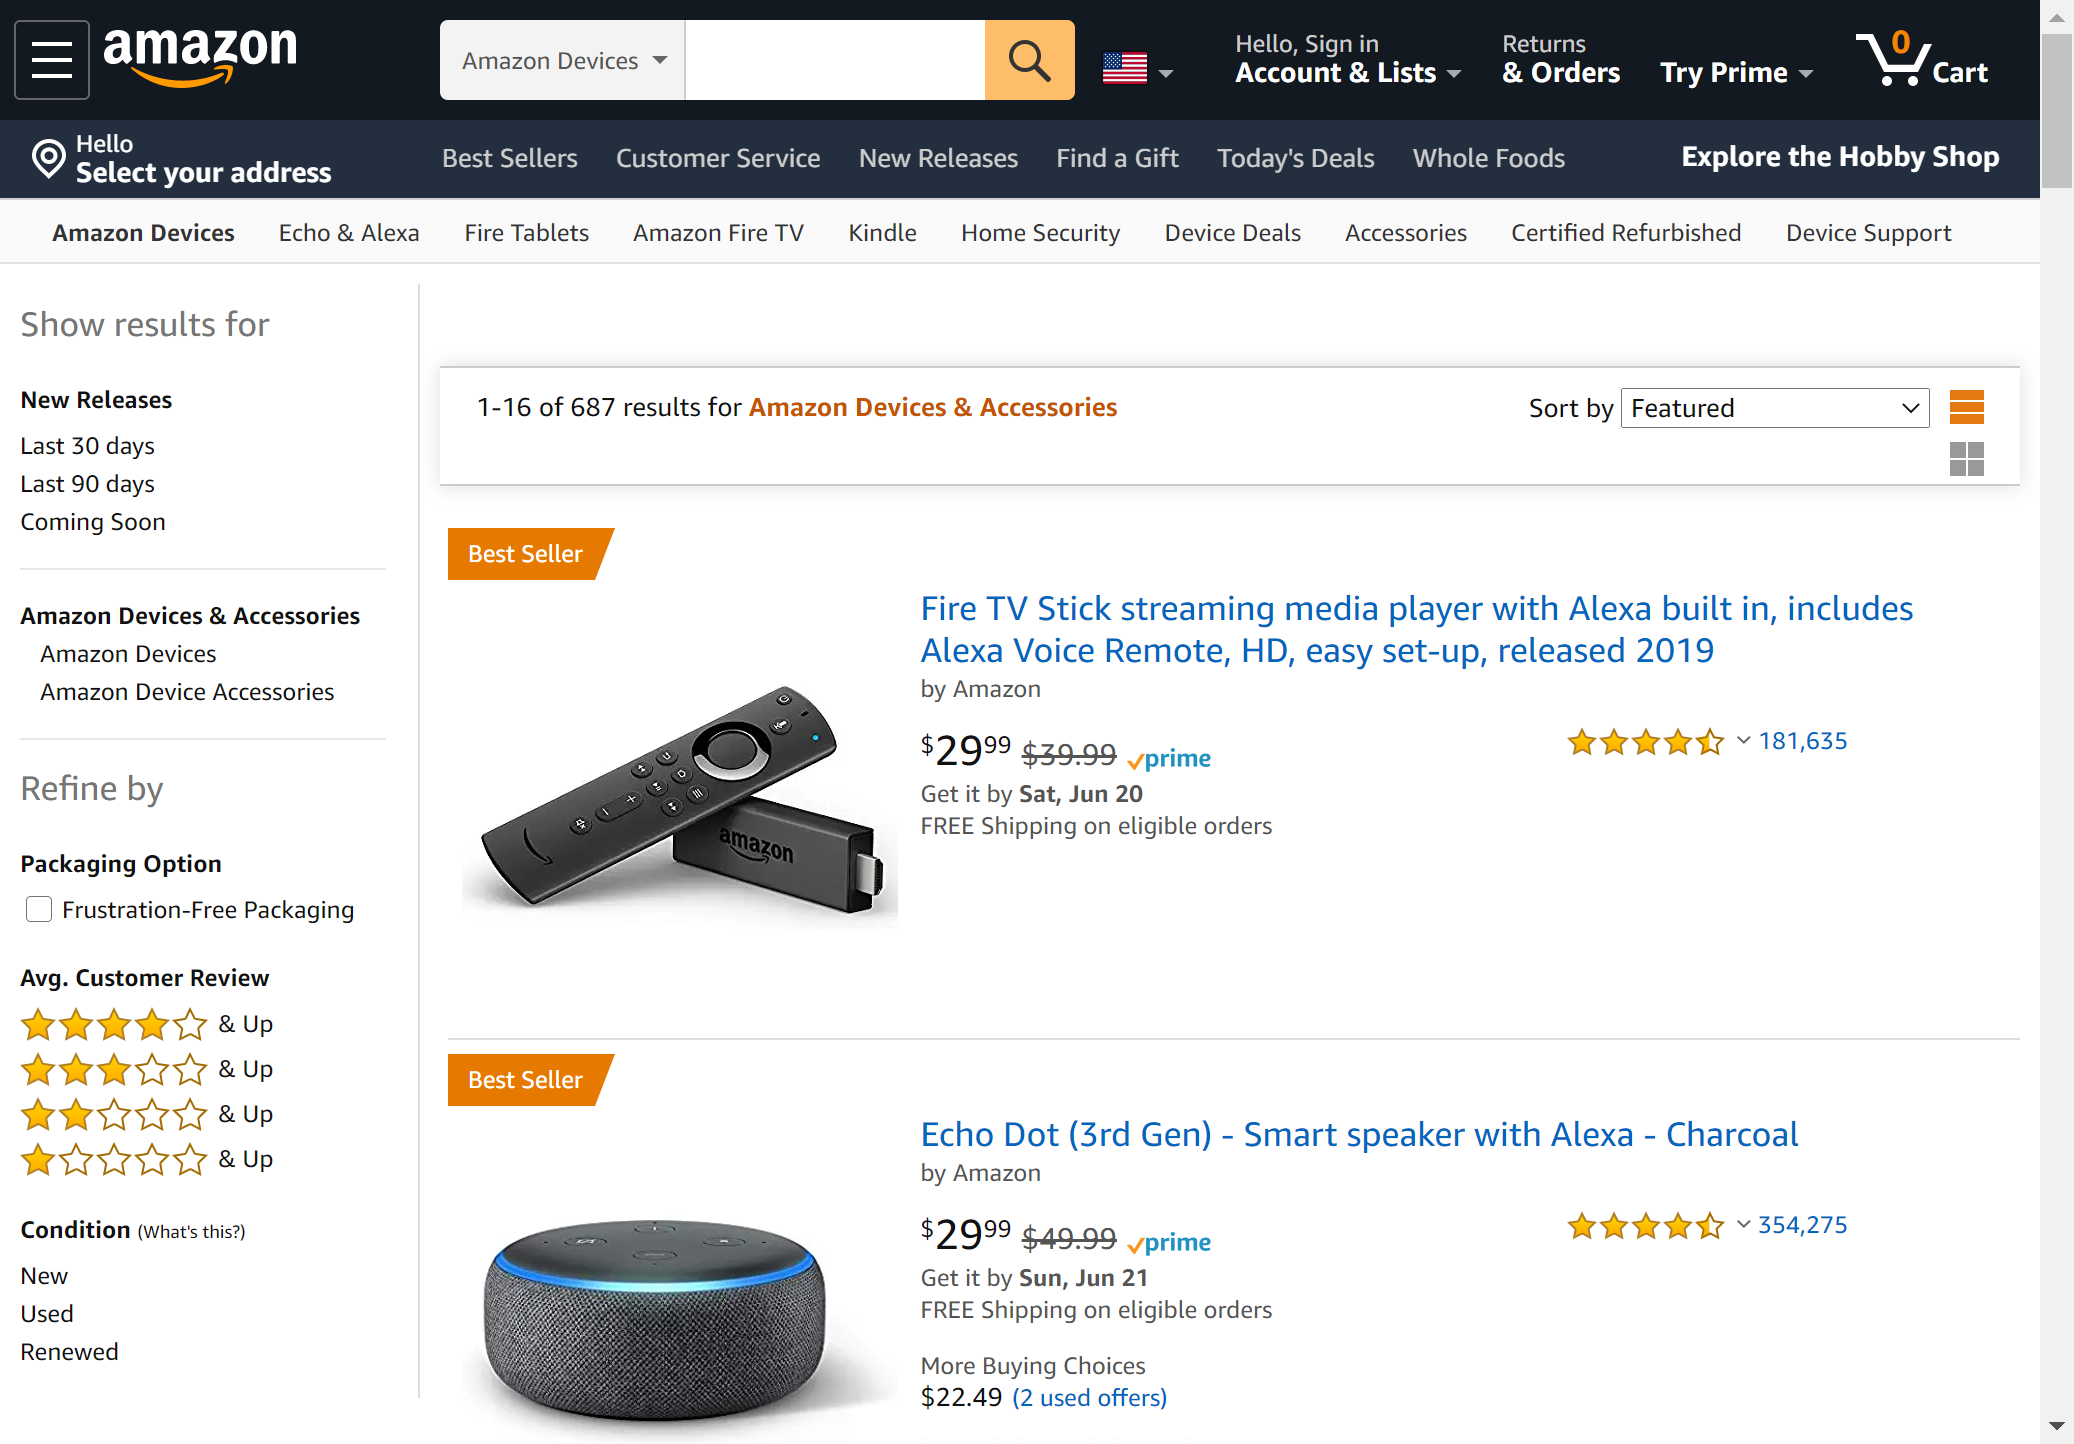 amazon
Amazon Devices
Hello, Sign in
Account & Lists
Returns
& Orders
Try Prime
0
Cart
Hello
Select your address
Best Sellers
Customer Service
New Releases
Find a Gift
Today's Deals
Whole Foods
Explore the Hobby Shop
Amazon Devices
Echo & Alexa
Fire Tablets
Amazon Fire TV
Kindle
Home Security
Device Deals
Accessories
Certified Refurbished
Device Support
Show results for
New Releases
Last 30 days
Last 90 days
Coming Soon
Amazon Devices & Accessories
Amazon Devices
Amazon Device Accessories
Refine by
Packaging Option
Frustration-Free Packaging
Avg. Customer Review
& Up
& Up
& Up
& Up
Condition (What's this?)
New
Used
Renewed
1-16 of 687 results for Amazon Devices & Accessories
Sort by Featured
Best Seller
amazon
Fire TV Stick streaming media player with Alexa built in, includes
Alexa Voice Remote, HD, easy set-up, released 2019
by Amazon
$29 99 $39.99 prime
181,635
Get it by Sat, Jun 20
FREE Shipping on eligible orders
Best Seller
Echo Dot (3rd Gen) - Smart speaker with Alexa - Charcoal
by Amazon
$29 99 $49.99 prime
354,275
Get it by Sun, Jun 21
FREE Shipping on eligible orders
More Buying Choices
$22.49 (2 used offers)